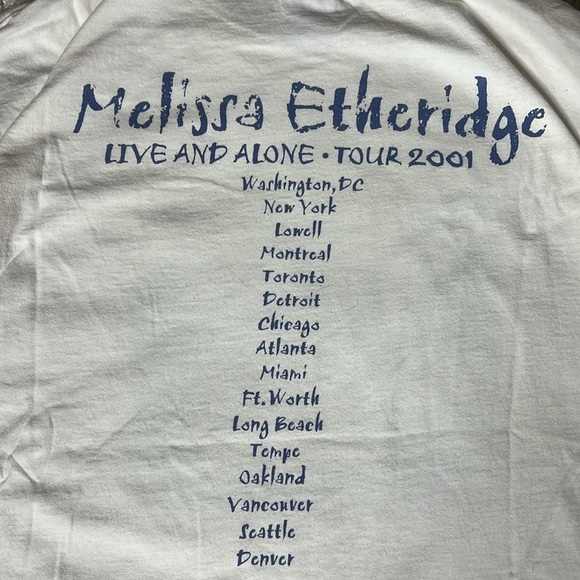 Melissa Etheridge
LIVE AND ALONE • TOUR 2001
Washington, DC
New York
Lowell
Montreal
Toronto
Detroit
Chicago
Atlanta
Miami
Ft. Worth
Long Beach
Tempe
Oakland
Vancouver
Seattle
Denver